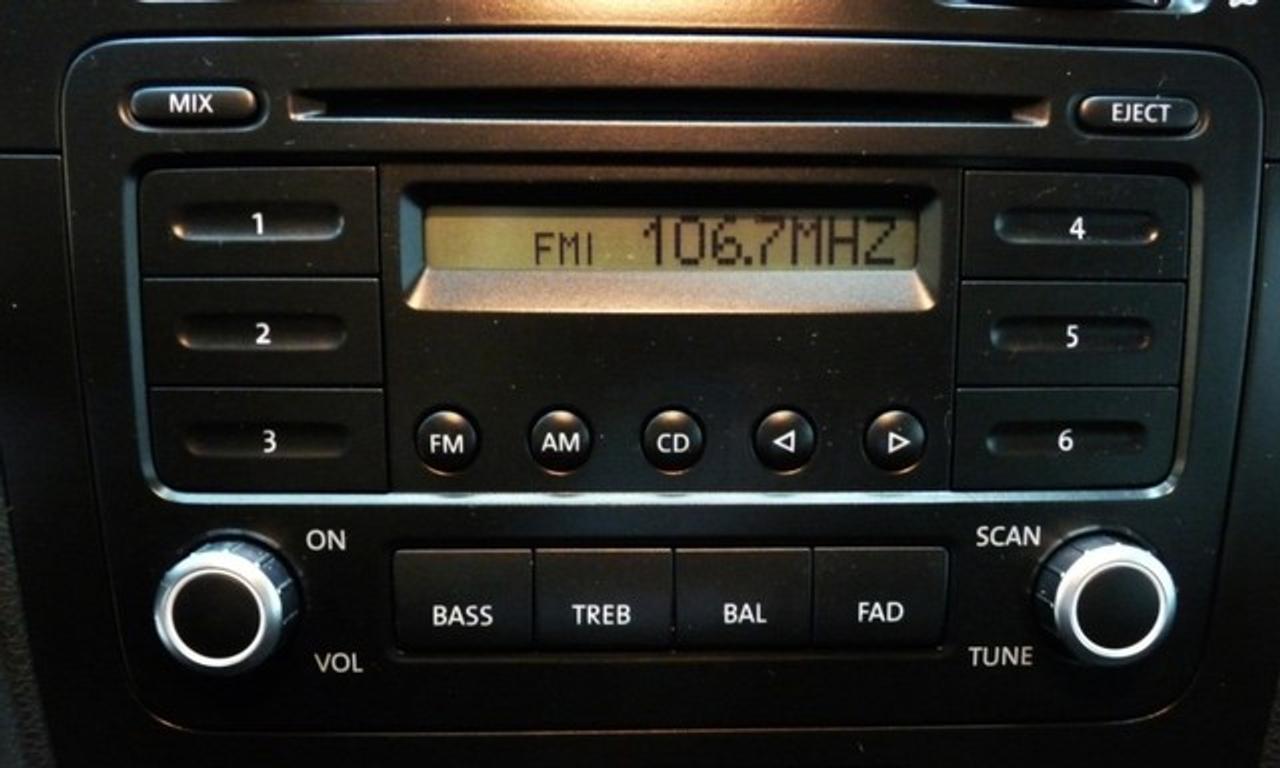 MIX
EJECT
1
FM1 106.7MHZ
4
2
5
3
FM AM CD
6
ON
SCAN
BASS TREB BAL FAD
VOL
TUNE